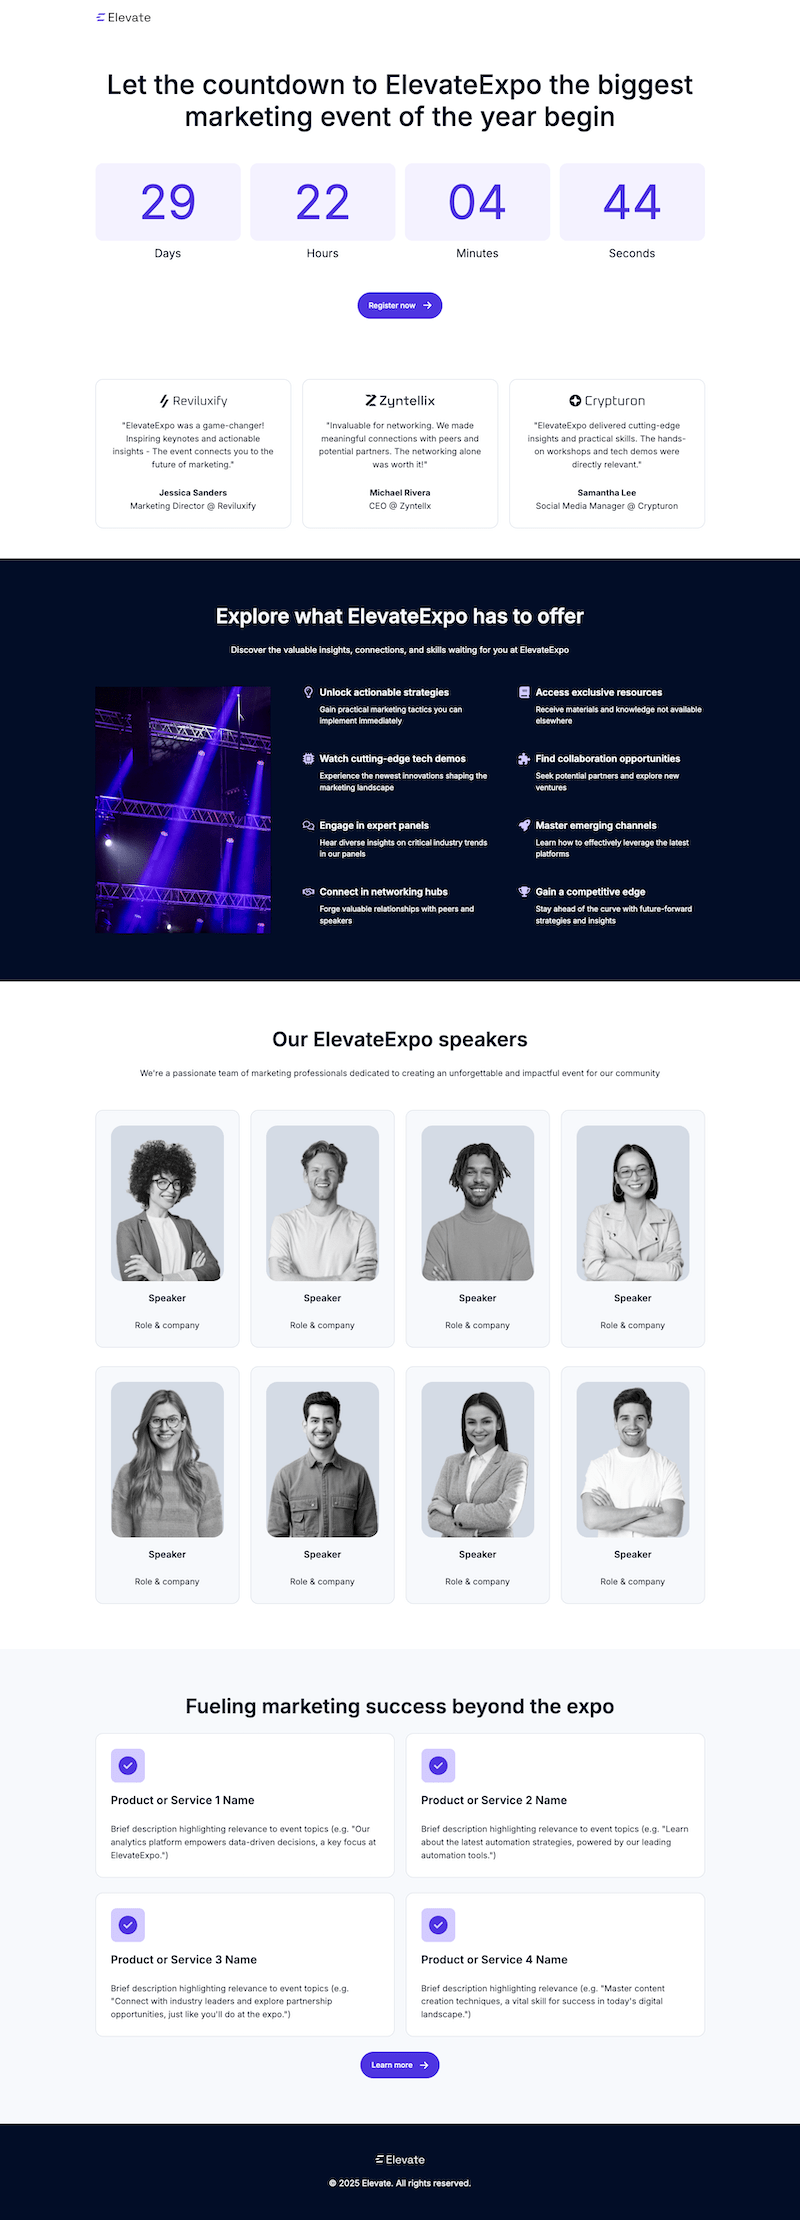 Elevate
Let the countdown to ElevateExpo the biggest
marketing event of the year begin
29
22
04
44
Days
Hours
Minutes
Seconds
Register now
Reviluxify
"ElevateExpo was a game-changer!
Inspiring keynotes and actionable
insights - The event connects you to the
future of marketing."
Jessica Sanders
Marketing Director @ Reviluxify
Zyntellix
"Invaluable for networking. We made
meaningful connections with peers and
potential partners. The networking alone
was worth it!"
Michael Rivera
CEO @ Zyntellx
Crypturon
"ElevateExpo delivered cutting-edge
insights and practical skills. The hands-
on workshops and tech demos were
directly relevant."
Samantha Lee
Social Media Manager @ Crypturon
Explore what ElevateExpo has to offer
Discover the valuable insights, connections, and skills waiting for you at ElevateExpo
Unlock actionable strategies
Gain practical marketing tactics you can
implement immediately
Access exclusive resources
Receive materials and knowledge not available
elsewhere
Watch cutting-edge tech demos
Experience the newest innovations shaping the
marketing landscape
Find collaboration opportunities
Seek potential partners and explore new
ventures
Engage in expert panels
Hear diverse insights on critical industry trends
in our panels
Master emerging channels
Learn how to effectively leverage the latest
platforms
Connect in networking hubs
Forge valuable relationships with peers and
speakers
Gain a competitive edge
Stay ahead of the curve with future-forward
strategies and insights
Our ElevateExpo speakers
We're a passionate team of marketing professionals dedicated to creating an unforgettable and impactful event for our community
Speaker
Role & company
Speaker
Role & company
Speaker
Role & company
Speaker
Role & company
Speaker
Role & company
Speaker
Role & company
Speaker
Role & company
Speaker
Role & company
Fueling marketing success beyond the expo
Product or Service 1 Name
Brief description highlighting relevance to event topics (e.g. "Our
analytics platform empowers data-driven decisions, a key focus at
ElevateExpo.")
Product or Service 2 Name
Brief description highlighting relevance to event topics (e.g. "Learn
about the latest automation strategies, powered by our leading
automation tools.")
Product or Service 3 Name
Brief description highlighting relevance to event topics (e.g.
"Connect with industry leaders and explore partnership
opportunities, just like you'll do at the expo.")
Product or Service 4 Name
Brief description highlighting relevance (e.g. "Master content
creation techniques, a vital skill for success in today's digital
landscape.")
Learn more
Elevate
© 2025 Elevate. All rights reserved.